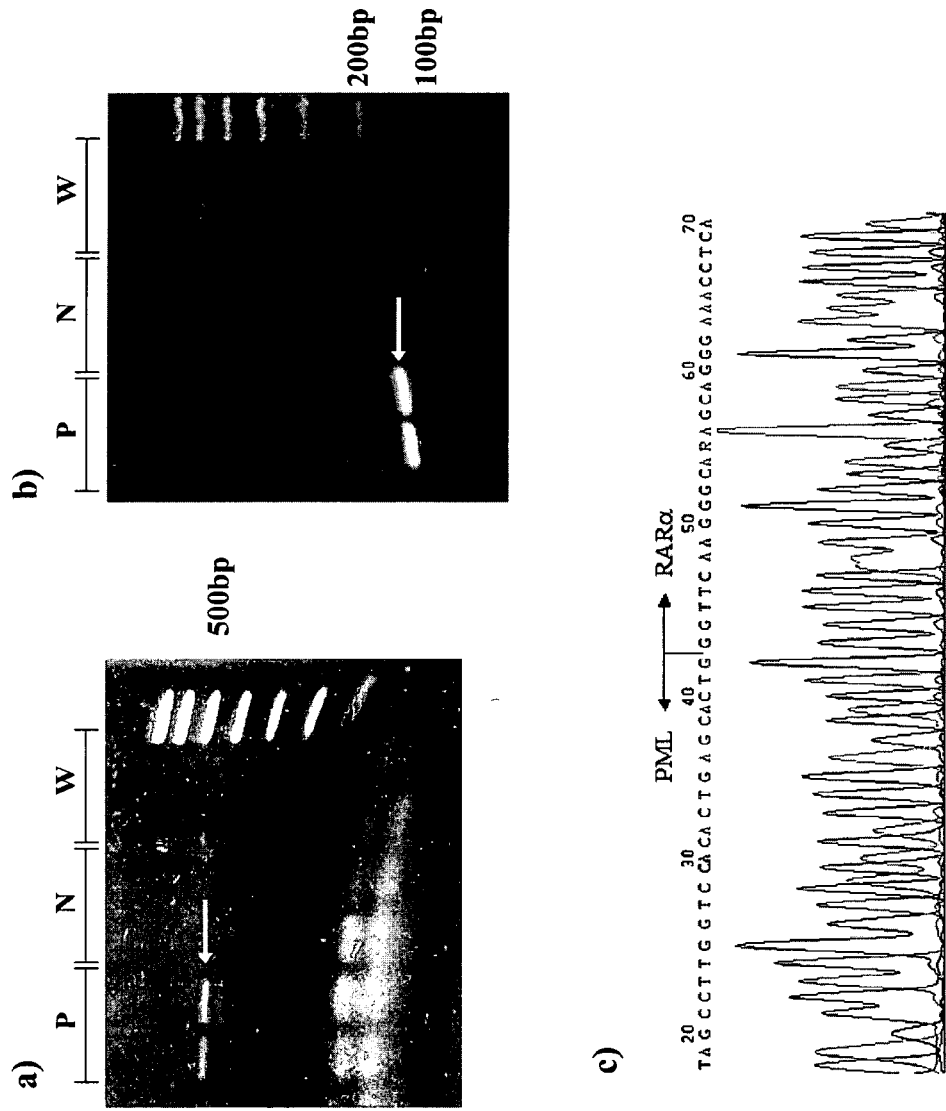 a)
P N W
500bp
b)
P N W
200bp
100bp
c)
PML RARα
20 30 40 50 60 70
TAGCCTTGGTCCACACTGAGCACTGGGTTCAAGGGCARAGCAGGGAAACCTCA